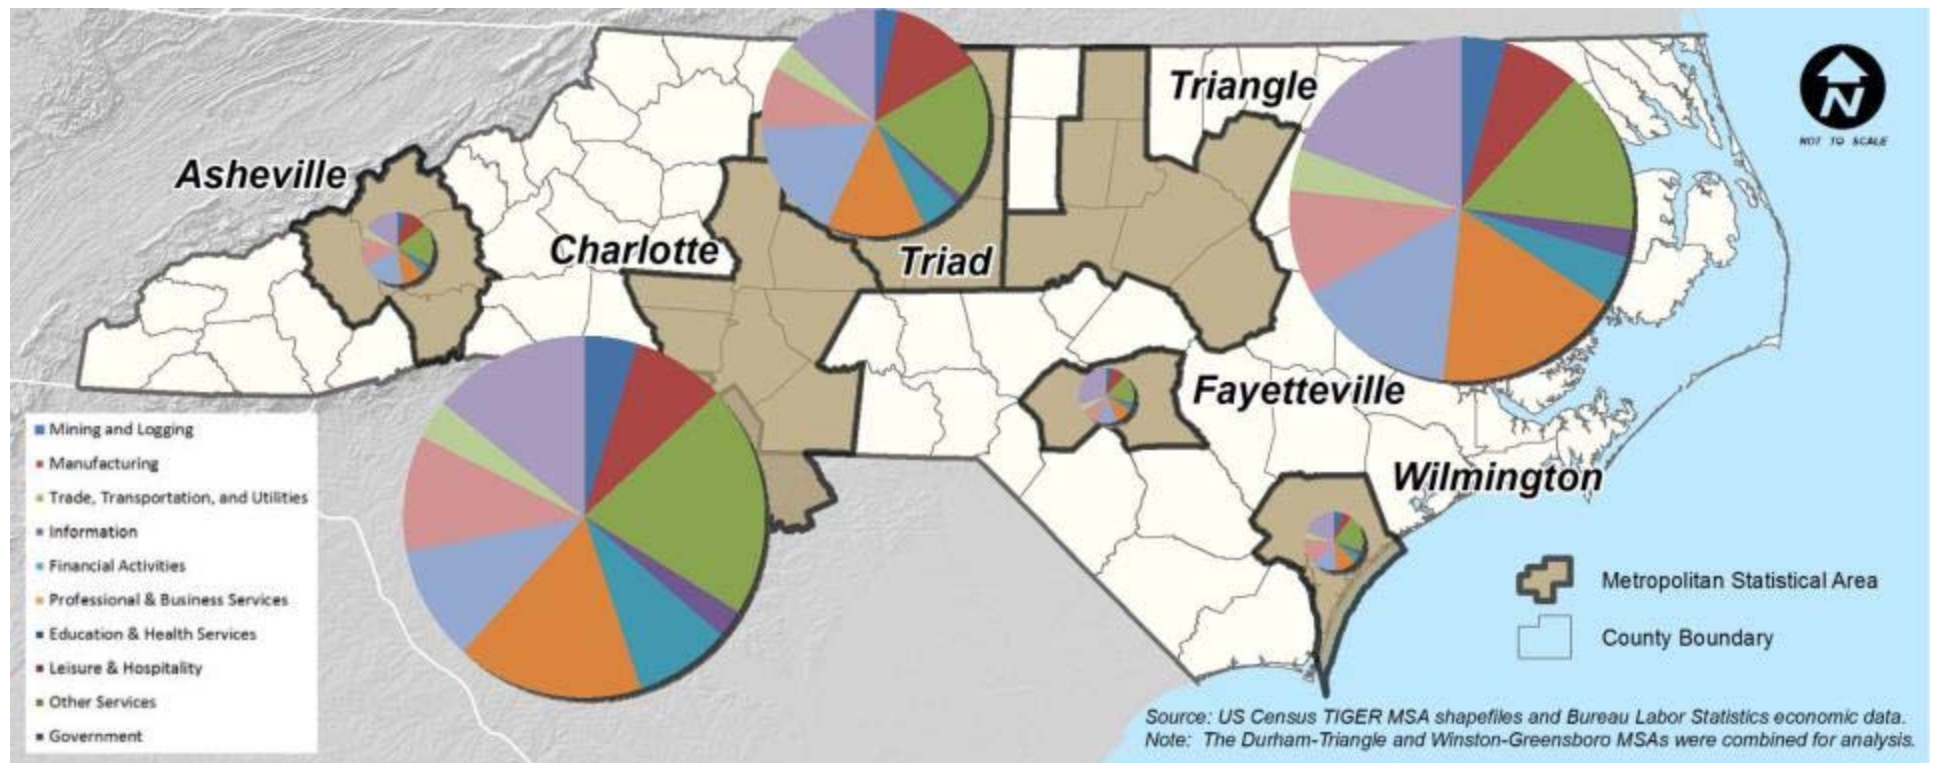 Triangle
N
NOT TO SCALE
Asheville
Charlotte
Triad
Fayetteville
Wilmington
Mining and Logging
Manufacturing
Trade, Transportation, and Utilities
Information
Financial Activities
Professional & Business Services
Education & Health Services
Leisure & Hospitality
Other Services
Government
Metropolitan Statistical Area
County Boundary
Source: US Census TIGER MSA shapefiles and Bureau Labor Statistics economic data.
Note: The Durham-Triangle and Winston-Greensboro MSAs were combined for analysis.